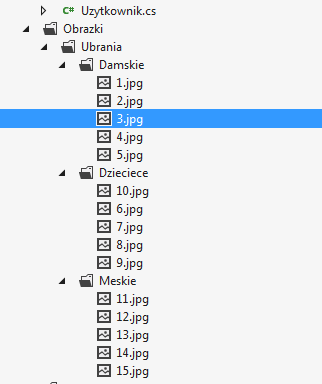 C# Uzytkownik.cs
Obrazki
Ubrania
Damskie
1.jpg
2.jpg
3.jpg
4.jpg
5.jpg
Dzieciece
10.jpg
6.jpg
7.jpg
8.jpg
9.jpg
Meskie
11.jpg
12.jpg
13.jpg
14.jpg
15.jpg